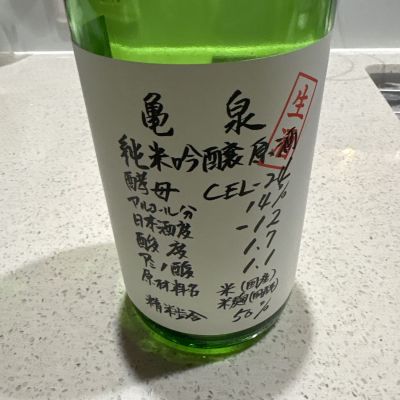 亀泉
純米吟醸原酒
生酒
酵母 CEL-24
アルコール分 14%
日本酒度 -12
酸度 1.7
アミノ酸 1.1
原材料名 米(国産)
米麹(国産米)
精米歩合 50%